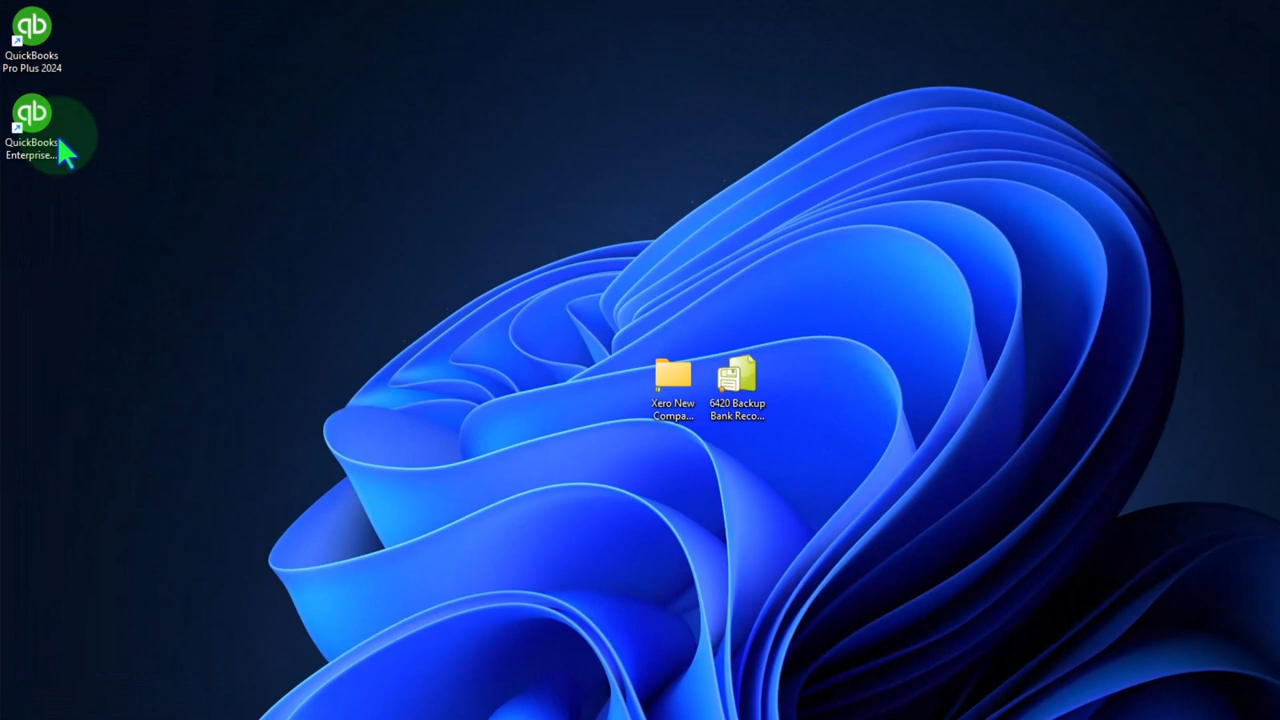 qb
QuickBooks
Pro Plus 2024
qb
QuickBooks
Enterprise...
Xero New
Compa...
6420 Backup
Bank Reco...